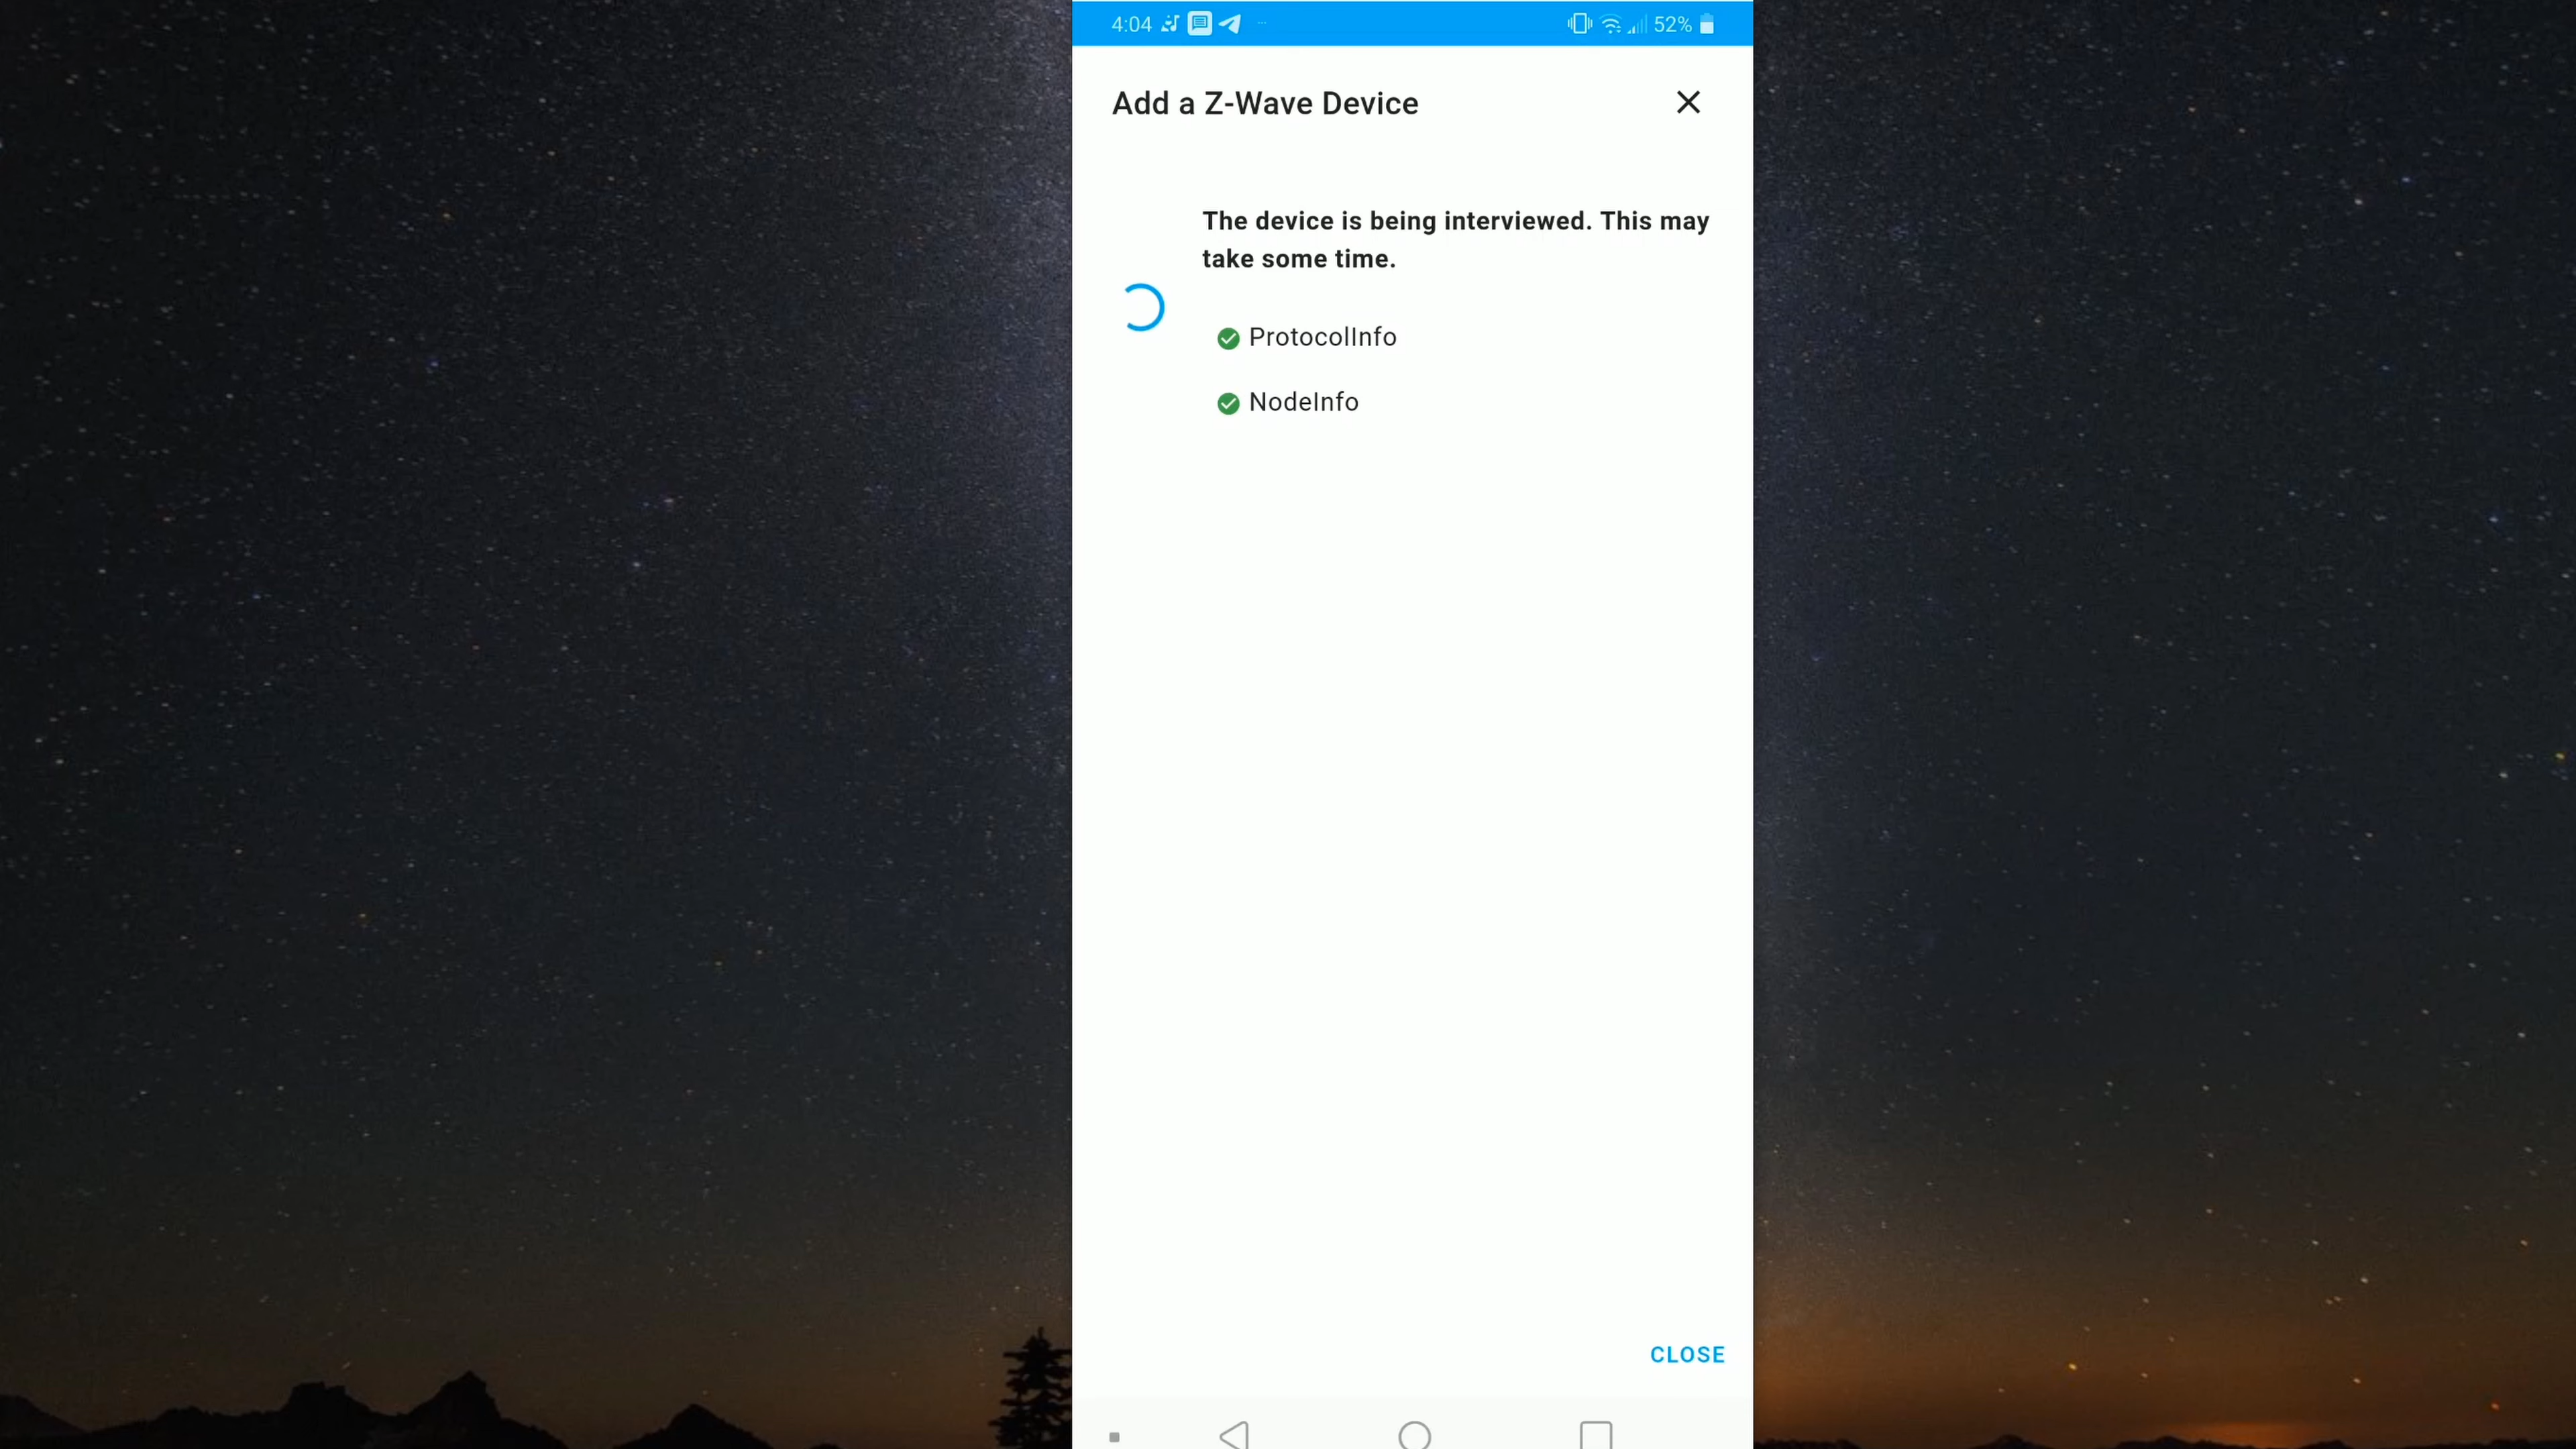 4:04
52%
Add a Z-Wave Device
The device is being interviewed. This may
take some time.
ProtocolInfo
NodeInfo
CLOSE